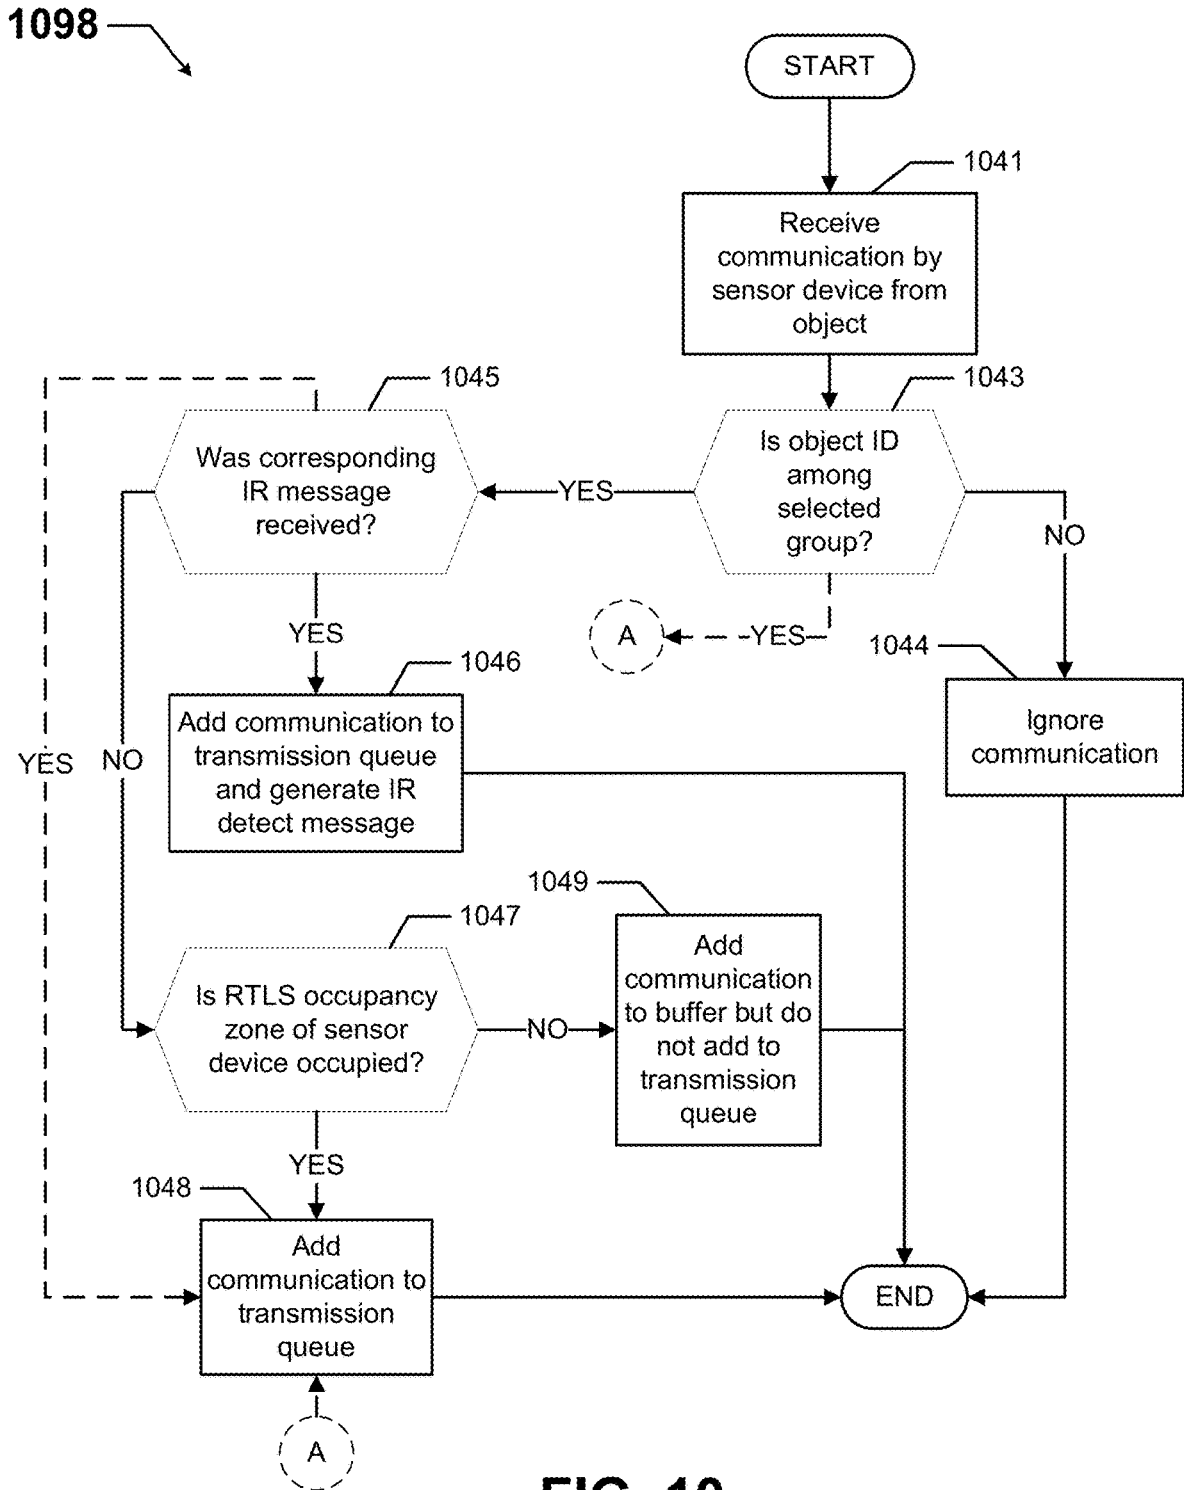 1098
START
1041
Receive
communication by
sensor device from
object
1045
1043
Was corresponding
IR message
received?
YES
Is object ID
among
selected
group?
NO
YES
A
YES
1044
1046
Ignore
communication
Add communication to
transmission queue
and generate IR
detect message
YES
NO
1049
1047
Add
communication
to buffer but do
not add to
transmission
queue
Is RTLS occupancy
zone of sensor
device occupied?
NO
YES
1048
Add
communication to
transmission
queue
END
A
FIG. 10